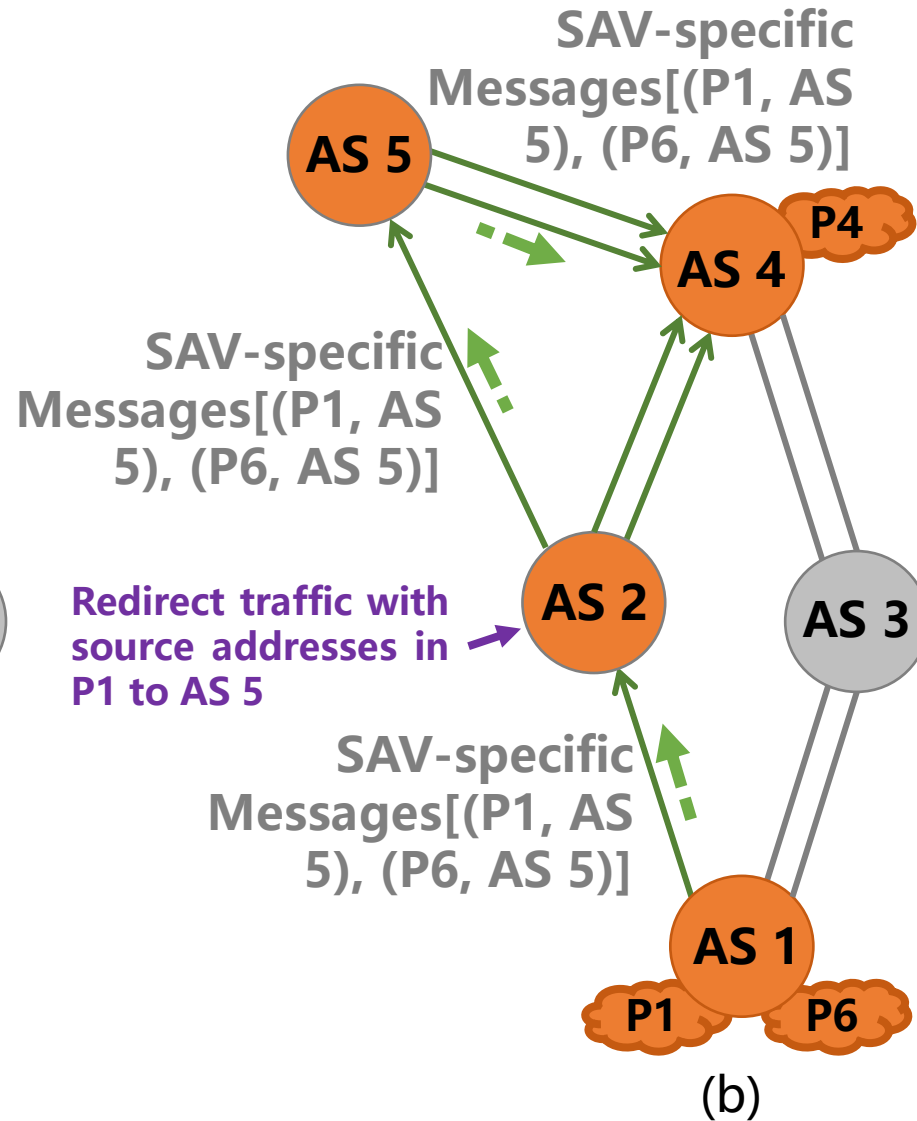 SAV-specific
Messages[(P1, AS
5), (P6, AS 5)]
AS 5
P4
AS 4
SAV-specific
Messages[(P1, AS
5), (P6, AS 5)]
Redirect traffic with
source addresses in
P1 to AS 5
AS 2
AS 3
SAV-specific
Messages[(P1, AS
5), (P6, AS 5)]
AS 1
P1
P6
(b)